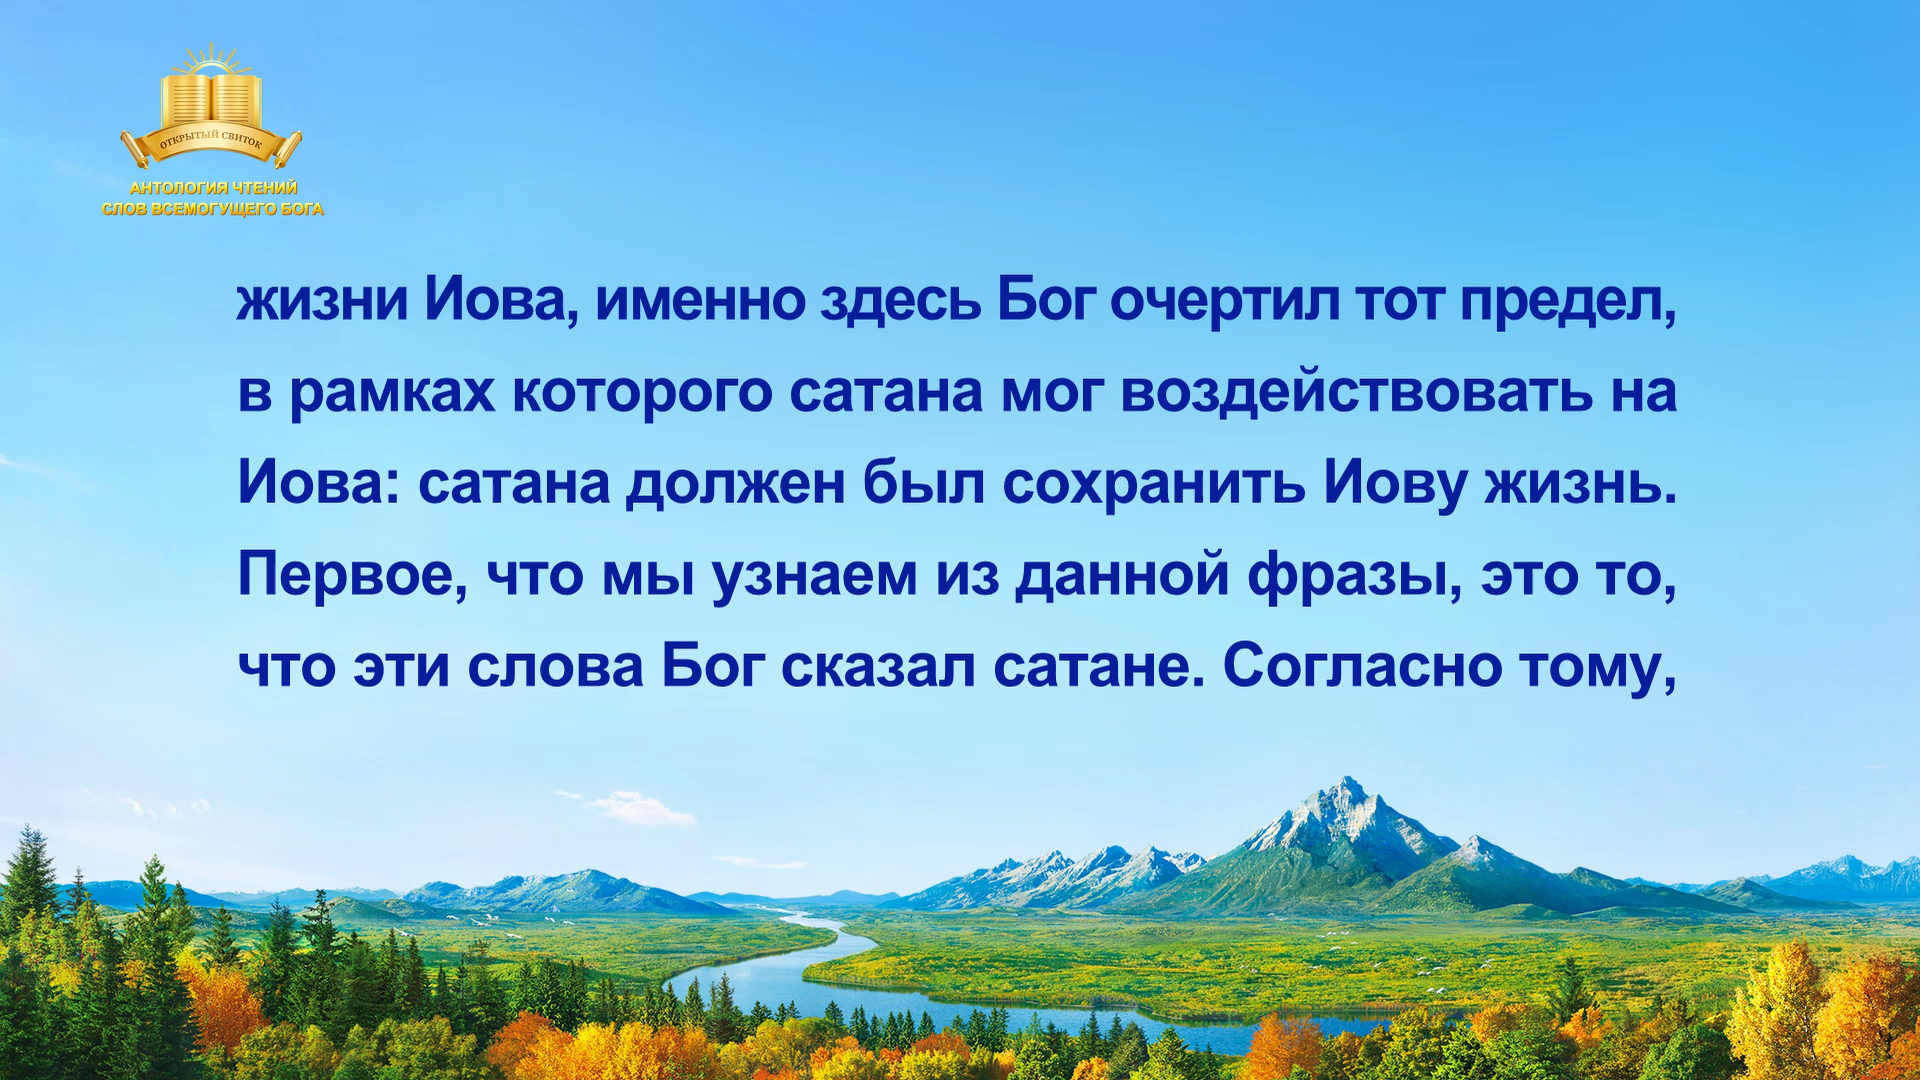 ОТКРЫТЫЙ СВИТОК
АНТОЛОГИЯ ЧТЕНИЙ
СЛОВ ВСЕМОГУЩЕГО БОГА
жизни Иова, именно здесь Бог очертил тот предел,
в рамках которого сатана мог воздействовать на
Иова: сатана должен был сохранить Иову жизнь.
Первое, что мы узнаем из данной фразы, это то,
что эти слова Бог сказал сатане. Согласно тому,